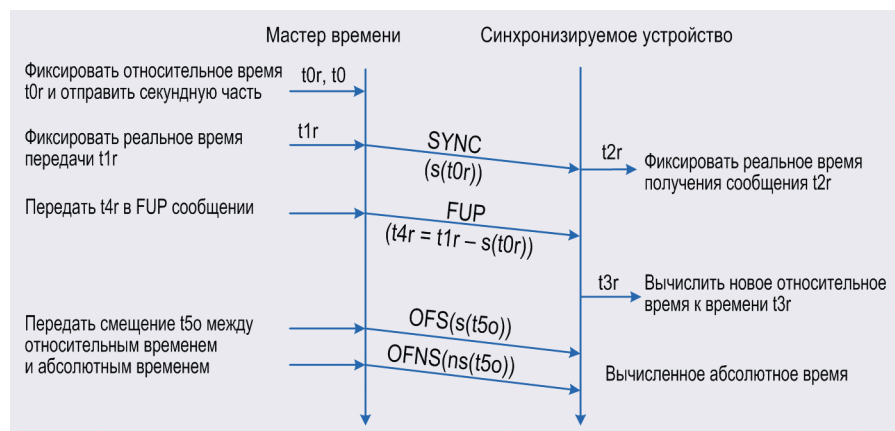 Мастер времени
Синхронизируемое устройство
Фиксировать относительное время
t0r и отправить секундную часть
t0r, t0
Фиксировать реальное время
передачи t1r
t1r
SYNC
(s(t0r))
t2r
Фиксировать реальное время
получения сообщения t2r
Передать t4r в FUP сообщении
FUP
(t4r = t1r – s(t0r))
t3r
Вычислить новое относительное
время к времени t3r
Передать смещение t5o между
относительным временем
и абсолютным временем
OFS(s(t5o))
OFNS(ns(t5o))
Вычисленное абсолютное время